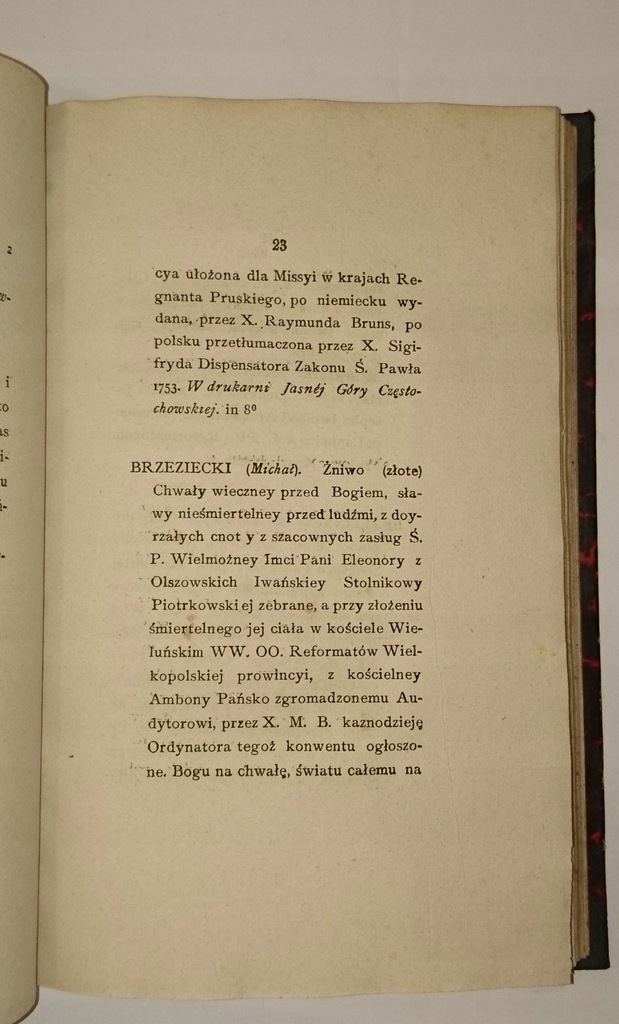 23
cya ułożona dla Missyi w krajach Re-
gnanta Pruskiego, po niemiecku wy-
dana, przez X. Raymunda Bruns, po
polsku przetłumaczona przez X. Sigi-
fryda Dispensatora Zakonu Ś. Pawła
1753. W drukarni Jasnéj Góry Często-
chowskiej. in 8⁰
BRZEZIECKI (Michał). Żniwo (złote)
Chwały wieczney przed Bogiem, sła-
wy nieśmiertelney przed ludźmi, z doy-
rzałych cnot y z szacownych zasług Ś.
P. Wielmożney Imci Pani Eleonory z
Olszowskich Iwańskiey Stolnikowy
Piotrkowskiej zebrane, a przy złożeniu
śmiertelnego jej ciała w kościele Wie-
luńskim WW. OO. Reformatów Wiel-
kopolskiej prowincyi, z kościelney
Ambony Pańsko zgromadzonemu Au-
dytorowi, przez X. M. B. kaznodzieję
Ordynatora tegoż konwentu ogłoszo-
ne. Bogu na chwałę, światu całemu na